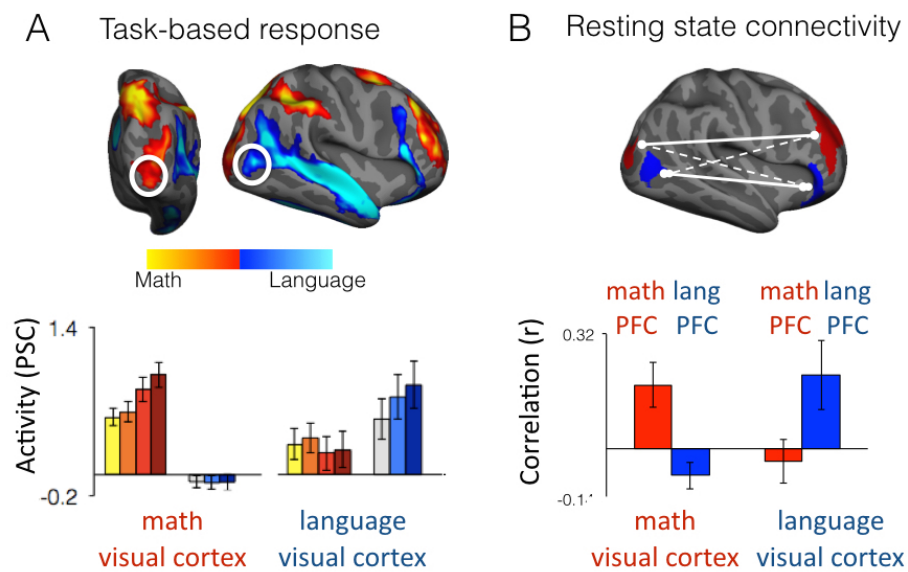 A Task-based response
B Resting state connectivity
Math Language
1.4
Activity (PSC)
-0.2
math
visual cortex
language
visual cortex
math lang
PFC PFC
math lang
PFC PFC
0.32
Correlation (r)
math
visual cortex
language
visual cortex